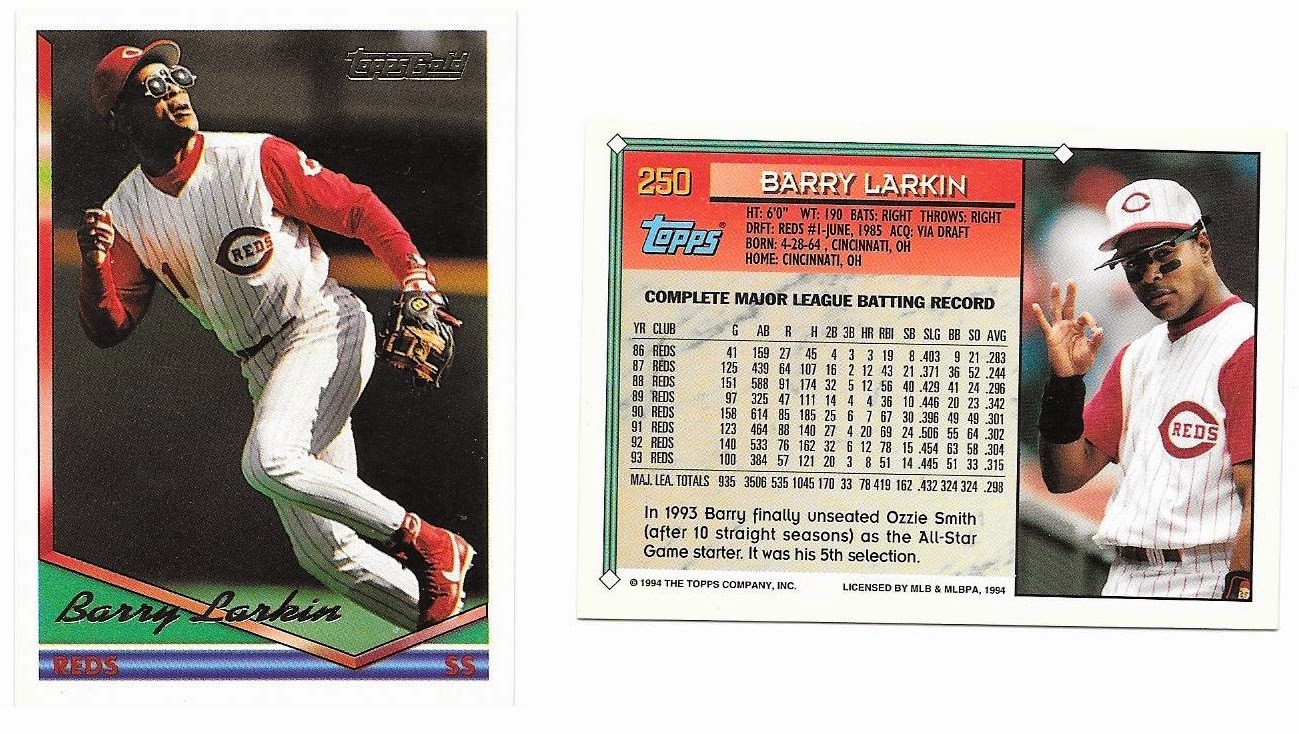 ToppsGold
REDS
Barry Larkin
REDS SS
250 BARRY LARKIN
Topps®
HT: 6'0" WT: 190 BATS: RIGHT THROWS: RIGHT
DRFT: REDS #1-JUNE, 1985 ACQ: VIA DRAFT
BORN: 4-28-64 , CINCINNATI, OH
HOME: CINCINNATI, OH
COMPLETE MAJOR LEAGUE BATTING RECORD
YR CLUB G AB R H 2B 3B HR RBI SB SLG BB SO AVG
86 REDS 41 159 27 45 4 3 3 19 8 .403 9 21 .283
87 REDS 125 439 64 107 16 2 12 43 21 .371 36 52 .244
88 REDS 151 588 91 174 32 5 12 56 40 .429 41 24 .296
89 REDS 97 325 47 111 14 4 4 36 10 .446 20 23 .342
90 REDS 158 614 85 185 25 6 7 67 30 .396 49 49 .301
91 REDS 123 464 88 140 27 4 20 69 24 .506 55 64 .302
92 REDS 140 533 76 162 32 6 12 78 15 .454 63 58 .304
93 REDS 100 384 57 121 20 3 8 51 14 .445 51 33 .315
MAJ. LEA. TOTALS 935 3506 535 1045 170 33 78 419 162 .432 324 324 .298
In 1993 Barry finally unseated Ozzie Smith
(after 10 straight seasons) as the All-Star
Game starter. It was his 5th selection.
© 1994 THE TOPPS COMPANY, INC. LICENSED BY MLB & MLBPA, 1994
C
REDS